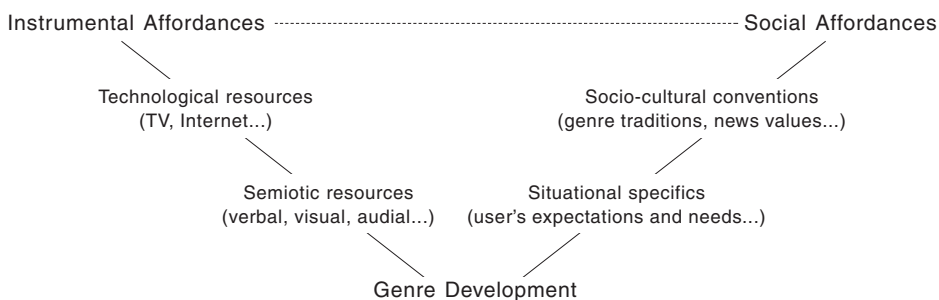 Instrumental Affordances
Social Affordances
Technological resources
(TV, Internet...)
Socio-cultural conventions
(genre traditions, news values...)
Semiotic resources
(verbal, visual, audial...)
Situational specifics
(user's expectations and needs...)
Genre Development